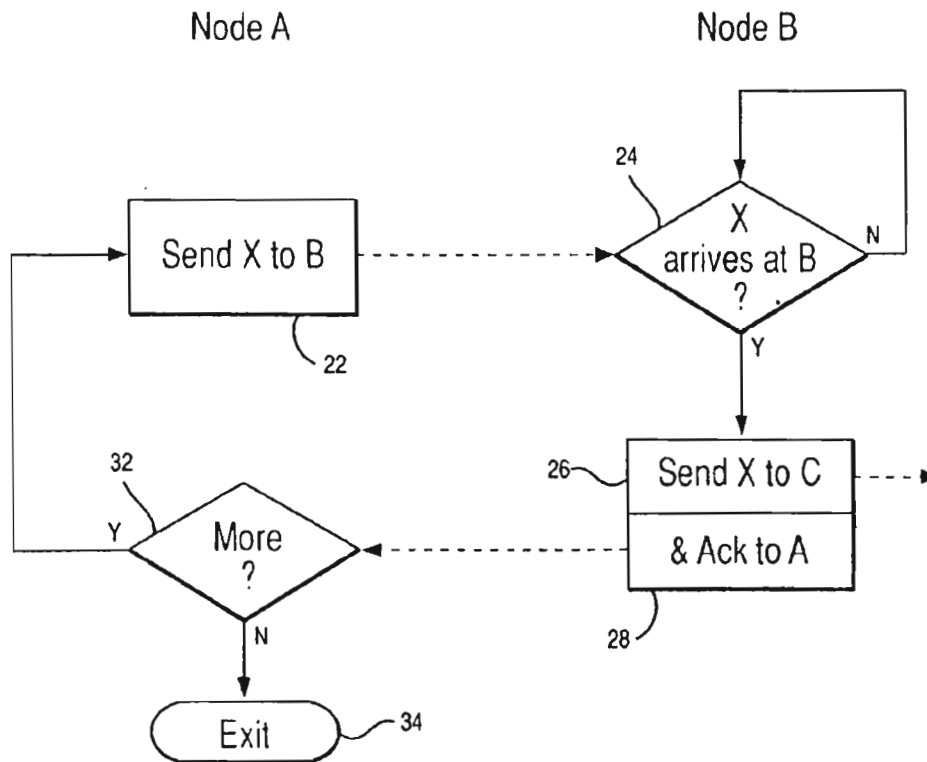 Node A
Node B
24
X
arrives at B
?
N
Y
Send X to B
22
26
Send X to C
& Ack to A
28
32
Y
More
?
N
Exit
34